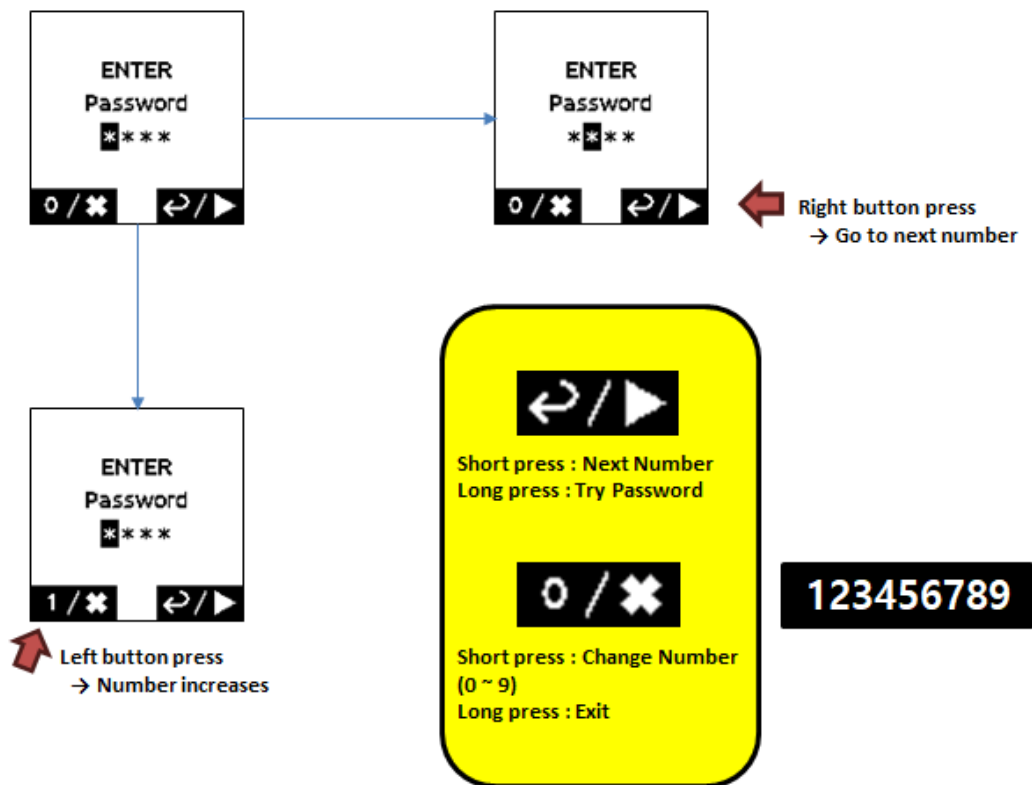 ENTER
Password
****
0 / ✖
↩ / ▶
ENTER
Password
****
0 / ✖
↩ / ▶
Right button press
→ Go to next number
ENTER
Password
****
1 / ✖
↩ / ▶
Left button press
→ Number increases
↩ / ▶
Short press : Next Number
Long press : Try Password
0 / ✖
Short press : Change Number
(0 ~ 9)
Long press : Exit
123456789